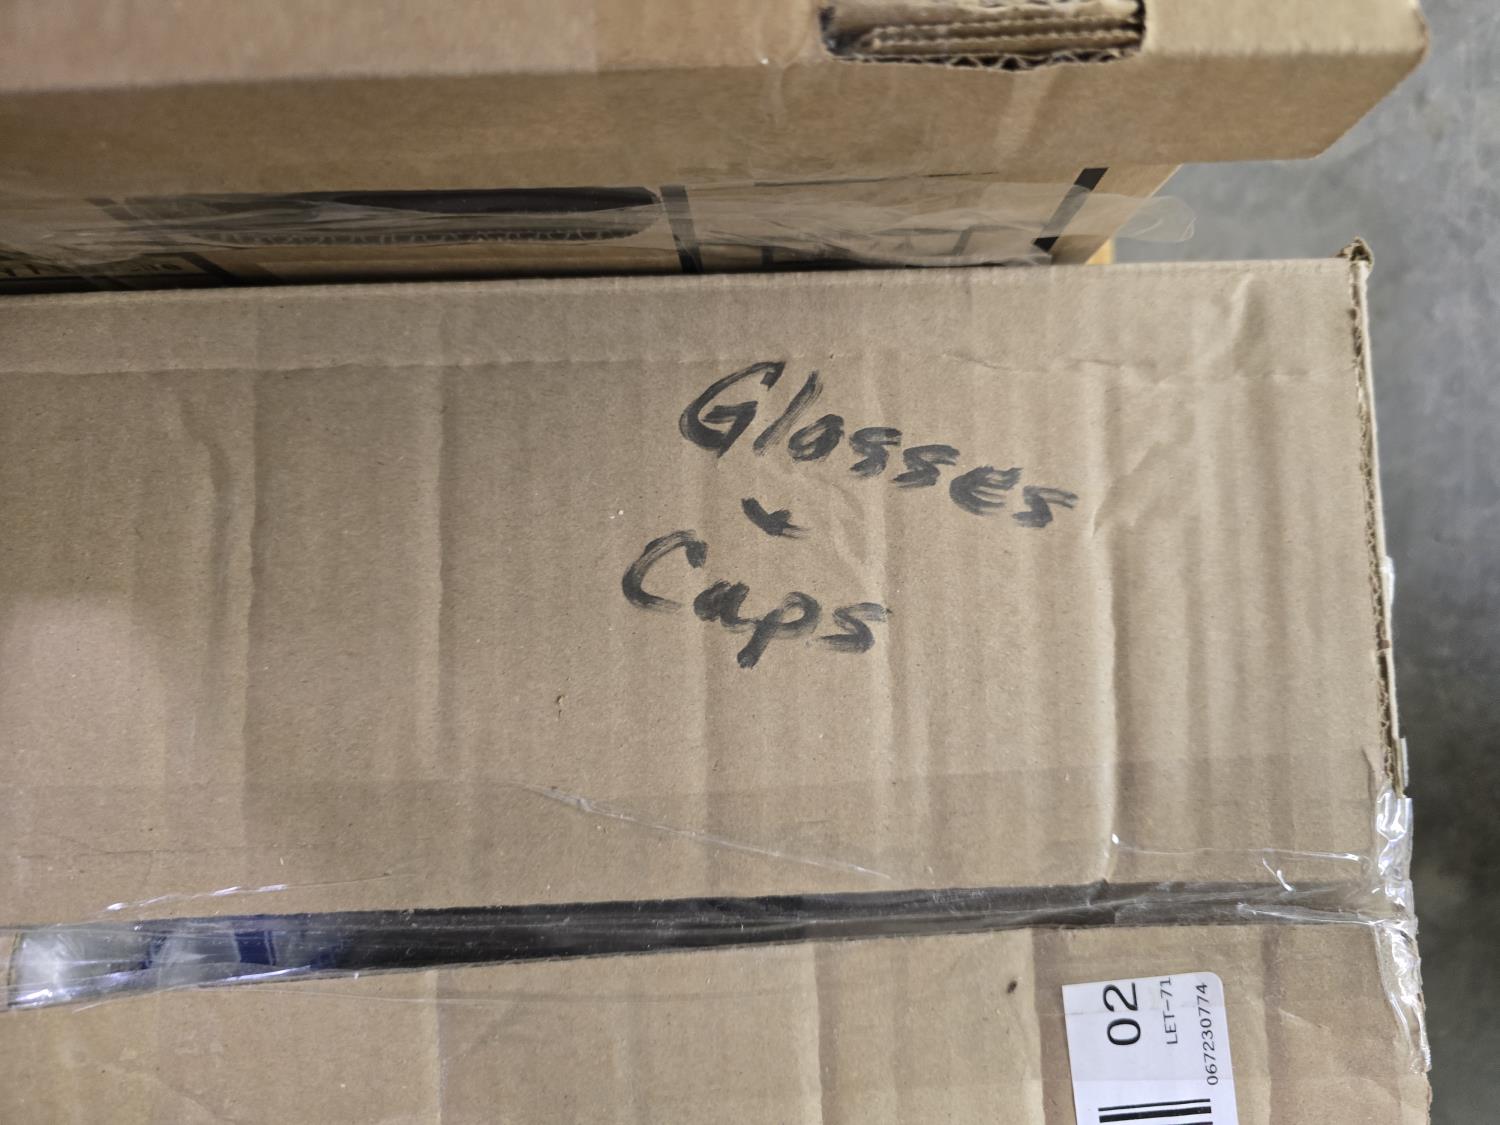 Glasses
+
Caps
02
LET-71
067230774